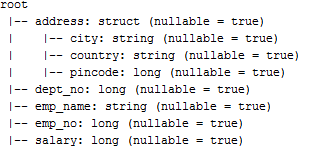 root
 |-- address: struct (nullable = true)
 |    |-- city: string (nullable = true)
 |    |-- country: string (nullable = true)
 |    |-- pincode: long (nullable = true)
 |-- dept_no: long (nullable = true)
 |-- emp_name: string (nullable = true)
 |-- emp_no: long (nullable = true)
 |-- salary: long (nullable = true)